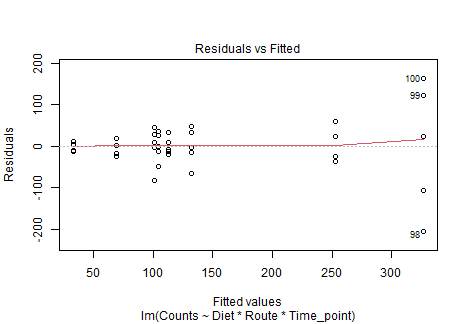 Residuals vs Fitted
Residuals
200
100
0
-100
-200
100
99
98
50 100 150 200 250 300
Fitted values
lm(Counts ~ Diet * Route * Time_point)